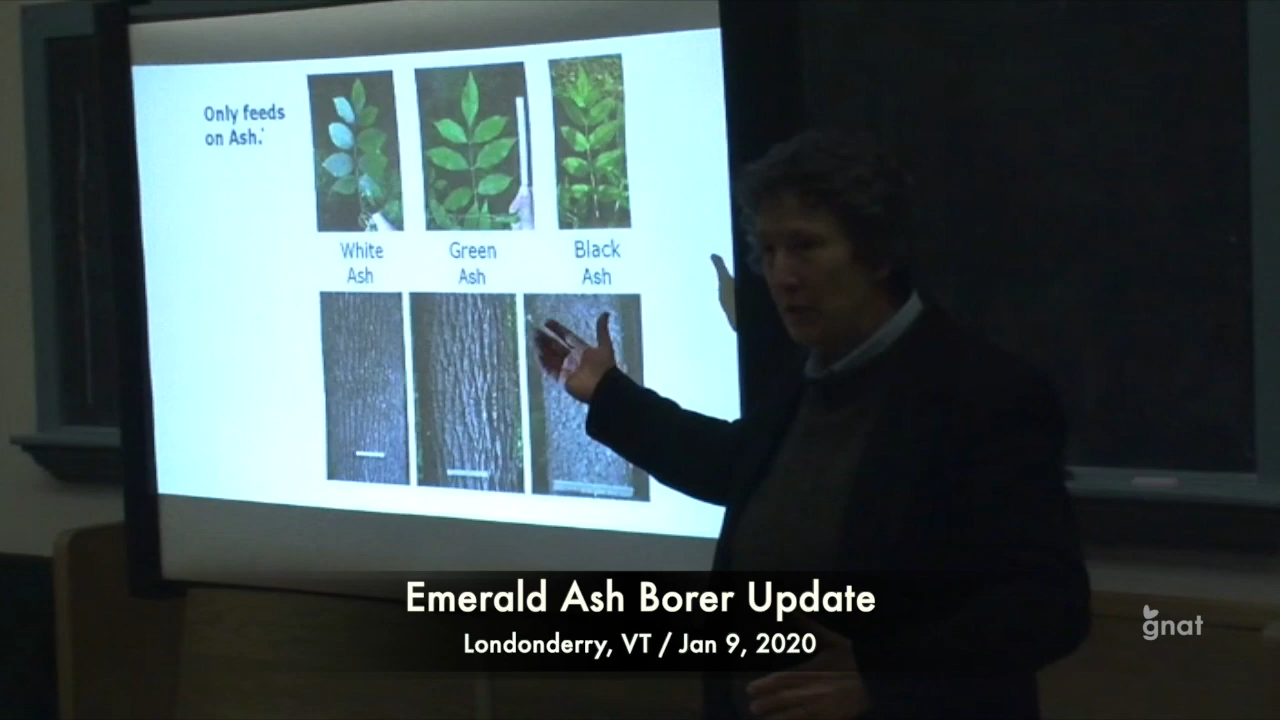 Only feeds
on Ash.
White
Ash
Green
Ash
Black
Ash
Emerald Ash Borer Update
Londonderry, VT / Jan 9, 2020
gnat